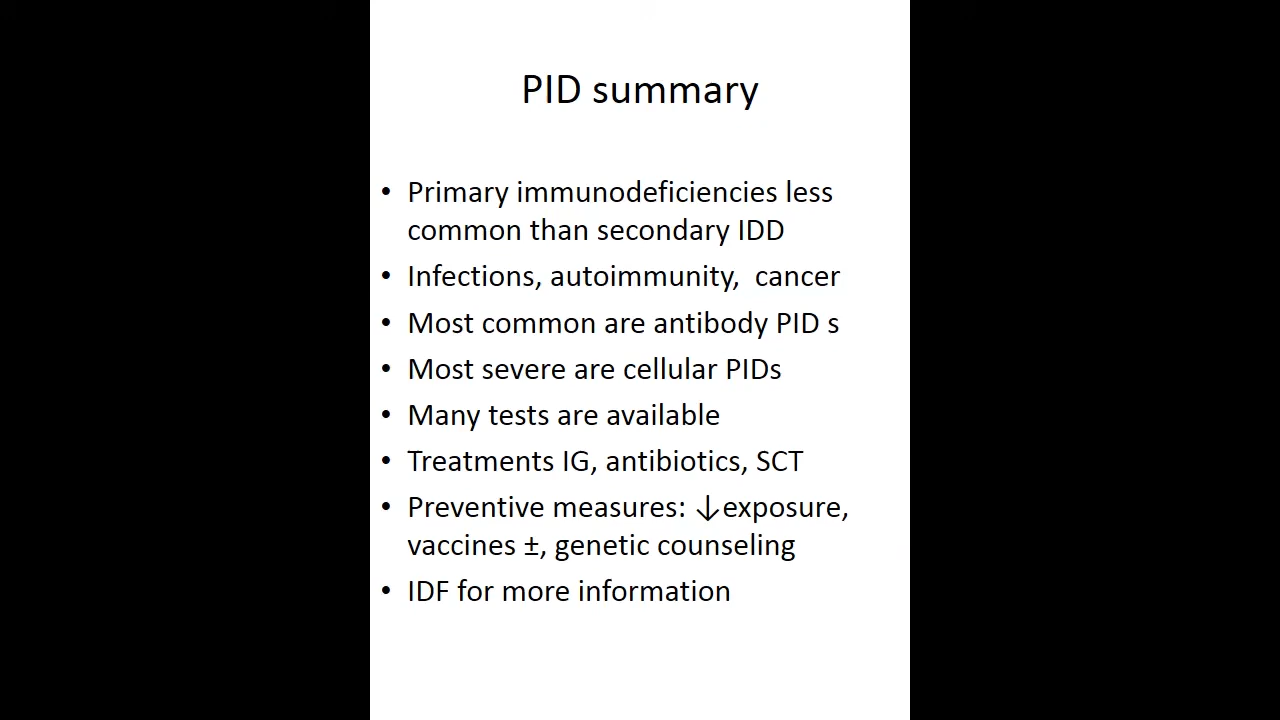 PID summary
• Primary immunodeficiencies less
common than secondary IDD
• Infections, autoimmunity,  cancer
• Most common are antibody PID s
• Most severe are cellular PIDs
• Many tests are available
• Treatments IG, antibiotics, SCT
• Preventive measures: ↓exposure,
vaccines ±, genetic counseling
• IDF for more information